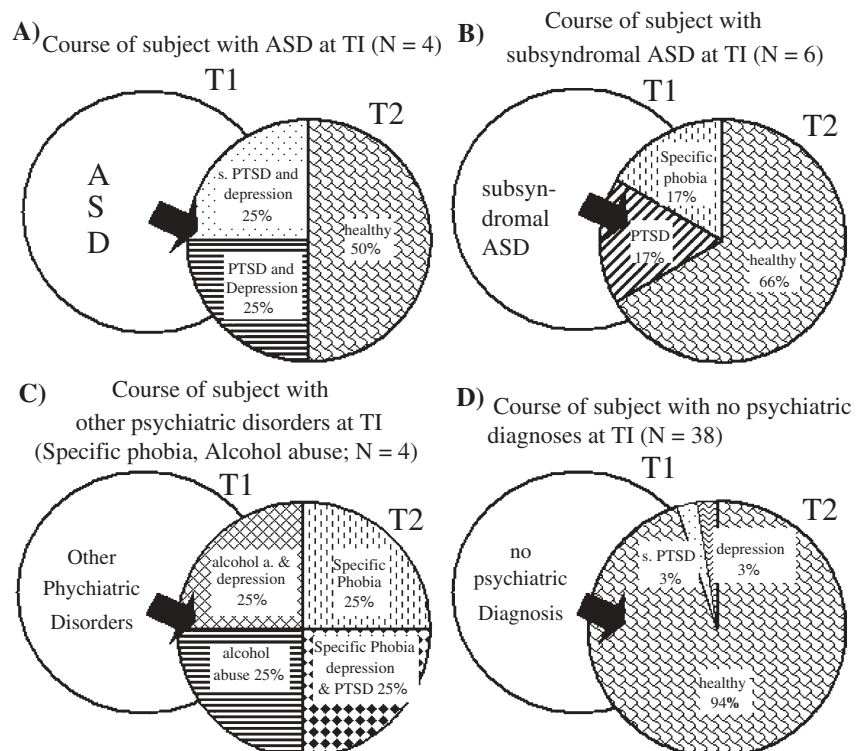 A) Course of subject with ASD at TI (N = 4)
T1
T2
A
S
D
s. PTSD and
depression
25%
healthy
50%
PTSD and
Depression
25%
B) Course of subject with
subsyndromal ASD at TI (N = 6)
T1
T2
subsyn-
dromal
ASD
Specific
phobia
17%
PTSD
17%
healthy
66%
C) Course of subject with
other psychiatric disorders at TI
(Specific phobia, Alcohol abuse; N = 4)
T1
T2
Other
Phychiatric
Disorders
alcohol a. &
depression
25%
Specific
Phobia
25%
alcohol
abuse 25%
Specific Phobia
depression
& PTSD 25%
D) Course of subject with no psychiatric
diagnoses at TI (N = 38)
T1
T2
no
psychiatric
Diagnosis
s. PTSD
3%
depression
3%
healthy
94%